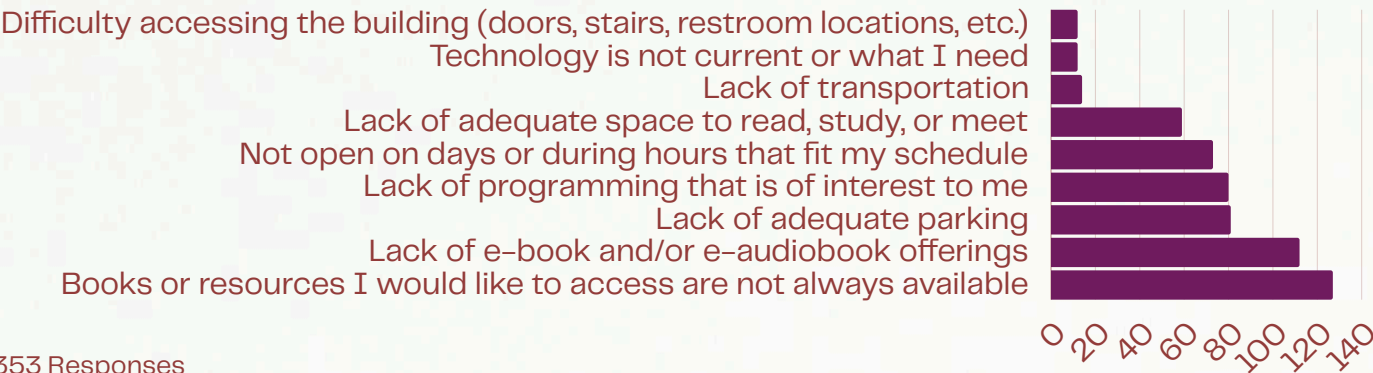 Difficulty accessing the building (doors, stairs, restroom locations, etc.)
Technology is not current or what I need
Lack of transportation
Lack of adequate space to read, study, or meet
Not open on days or during hours that fit my schedule
Lack of programming that is of interest to me
Lack of adequate parking
Lack of e-book and/or e-audiobook offerings
Books or resources I would like to access are not always available
0 20 40 60 80 100 120 140
353 Responses